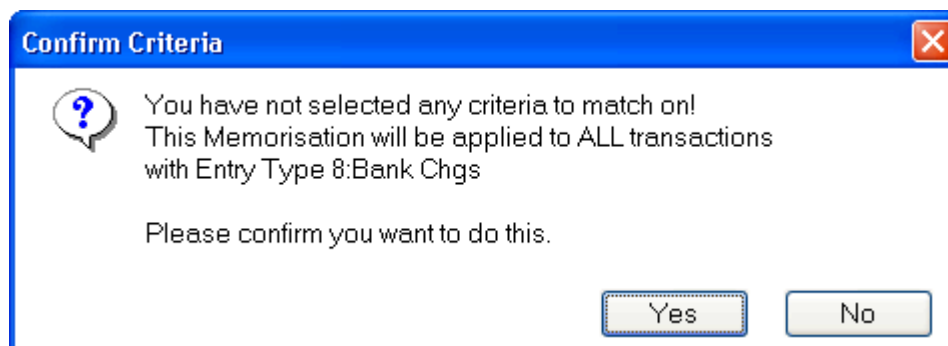 Confirm Criteria
You have not selected any criteria to match on!
This Memorisation will be applied to ALL transactions
with Entry Type 8:Bank Chgs
Please confirm you want to do this.
Yes
No